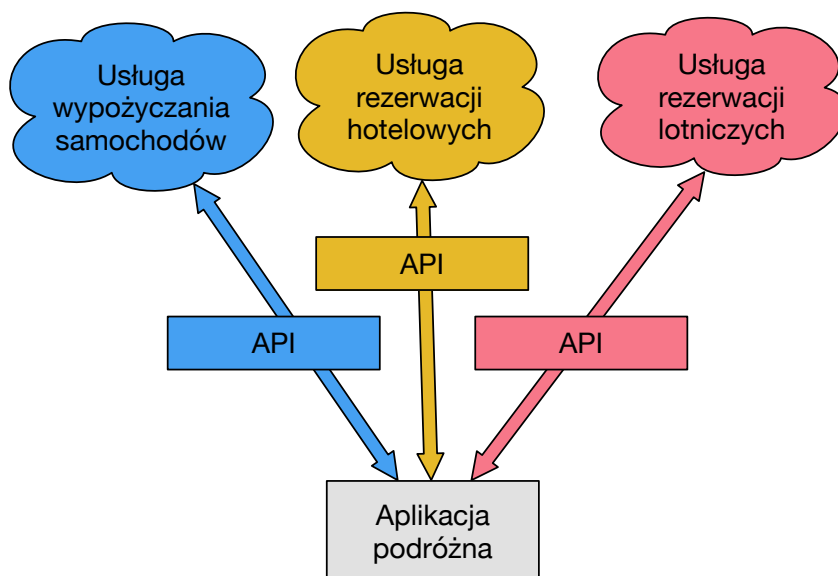 Usługa
wypożyczania
samochodów
Usługa
rezerwacji
hotelowych
Usługa
rezerwacji
lotniczych
API
API
API
Aplikacja
podróżna